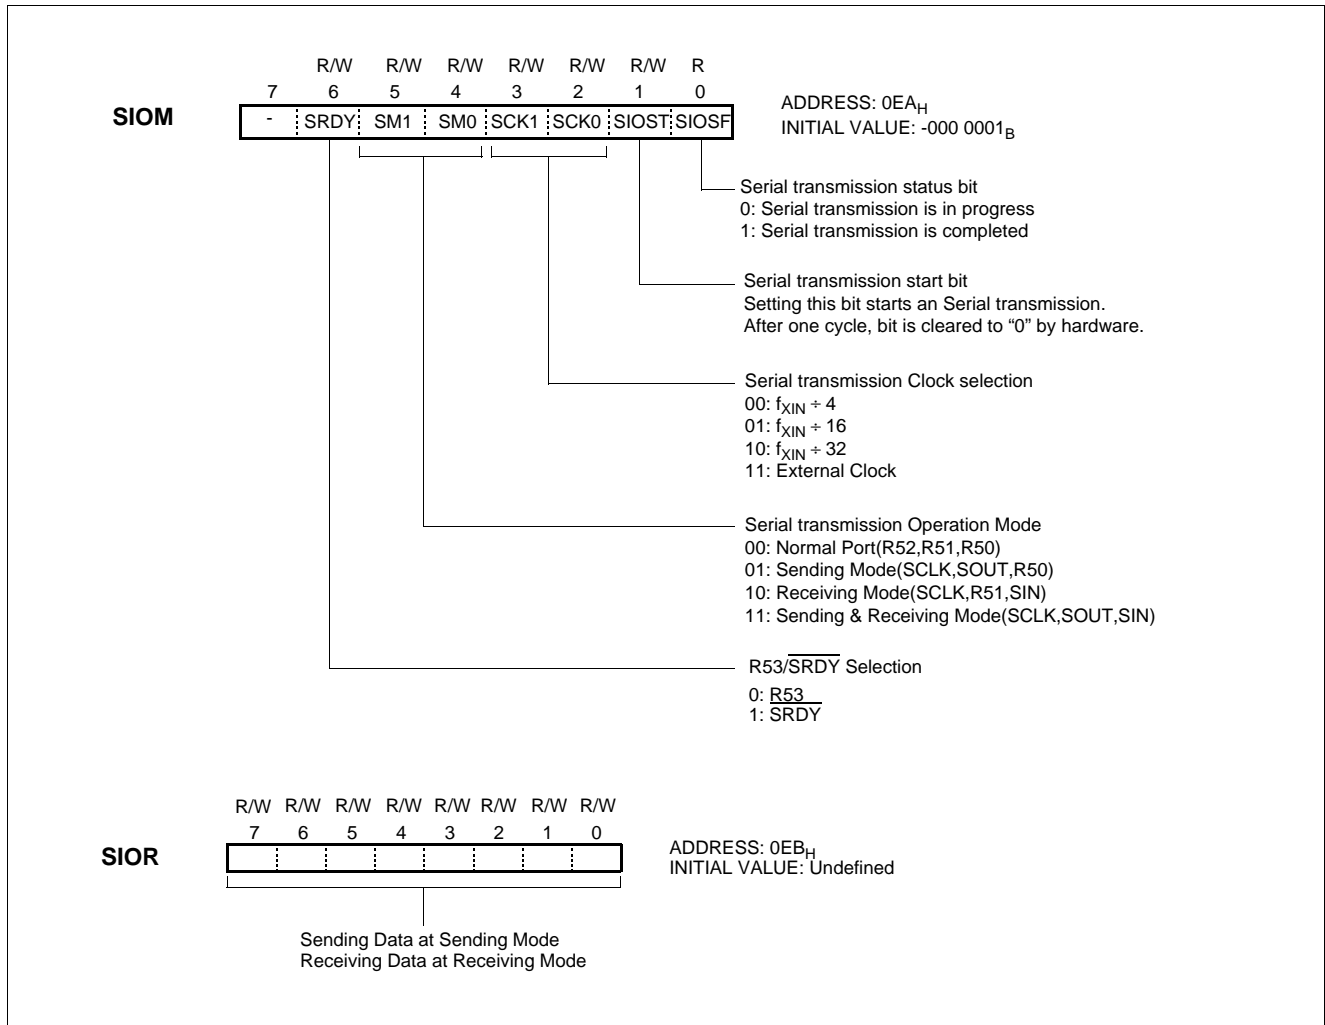 R/W R/W R/W R/W R/W R/W R
7 6 5 4 3 2 1 0
SIOM - SRDY SM1 SM0 SCK1 SCK0 SIOST SIOSF
ADDRESS: 0EAH
INITIAL VALUE: -000 0001B
Serial transmission status bit
0: Serial transmission is in progress
1: Serial transmission is completed
Serial transmission start bit
Setting this bit starts an Serial transmission.
After one cycle, bit is cleared to “0” by hardware.
Serial transmission Clock selection
00: fXIN ÷ 4
01: fXIN ÷ 16
10: fXIN ÷ 32
11: External Clock
Serial transmission Operation Mode
00: Normal Port(R52,R51,R50)
01: Sending Mode(SCLK,SOUT,R50)
10: Receiving Mode(SCLK,R51,SIN)
11: Sending & Receiving Mode(SCLK,SOUT,SIN)
R53/SRDY Selection
0: R53
1: SRDY
R/W R/W R/W R/W R/W R/W R/W R/W
7 6 5 4 3 2 1 0
SIOR
ADDRESS: 0EBH
INITIAL VALUE: Undefined
Sending Data at Sending Mode
Receiving Data at Receiving Mode